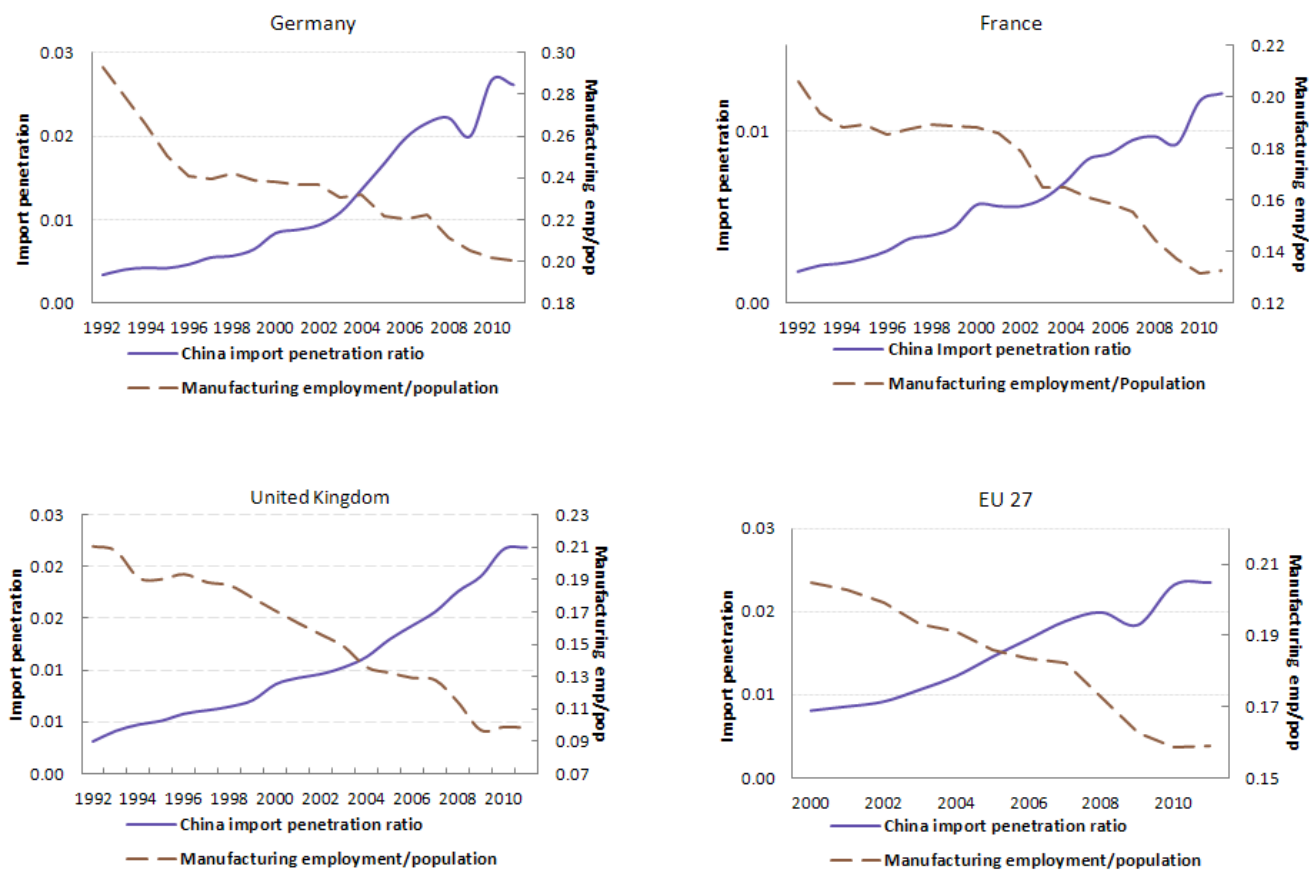 Germany
Import penetration
0.03
0.02
0.01
0.00
0.30
0.28
0.26
0.24
0.22
0.20
0.18
Manufacturing emp/pop
1992 1994 1996 1998 2000 2002 2004 2006 2008 2010
China import penetration ratio
Manufacturing employment/population
France
Import penetration
0.01
0.00
0.22
0.20
0.18
0.16
0.14
0.12
Manufacturing emp/pop
1992 1994 1996 1998 2000 2002 2004 2006 2008 2010
China Import penetration ratio
Manufacturing employment/Population
United Kingdom
Import penetration
0.03
0.02
0.02
0.01
0.01
0.00
0.23
0.21
0.19
0.17
0.15
0.13
0.11
0.09
0.07
Manufacturing emp/pop
1992 1994 1996 1998 2000 2002 2004 2006 2008 2010
China import penetration ratio
Manufacturing employment/population
EU 27
Import penetration
0.03
0.02
0.01
0.00
0.21
0.19
0.17
0.15
Manufacturing emp/pop
2000 2002 2004 2006 2008 2010
China import penetration ratio
Manufacturing employment/population